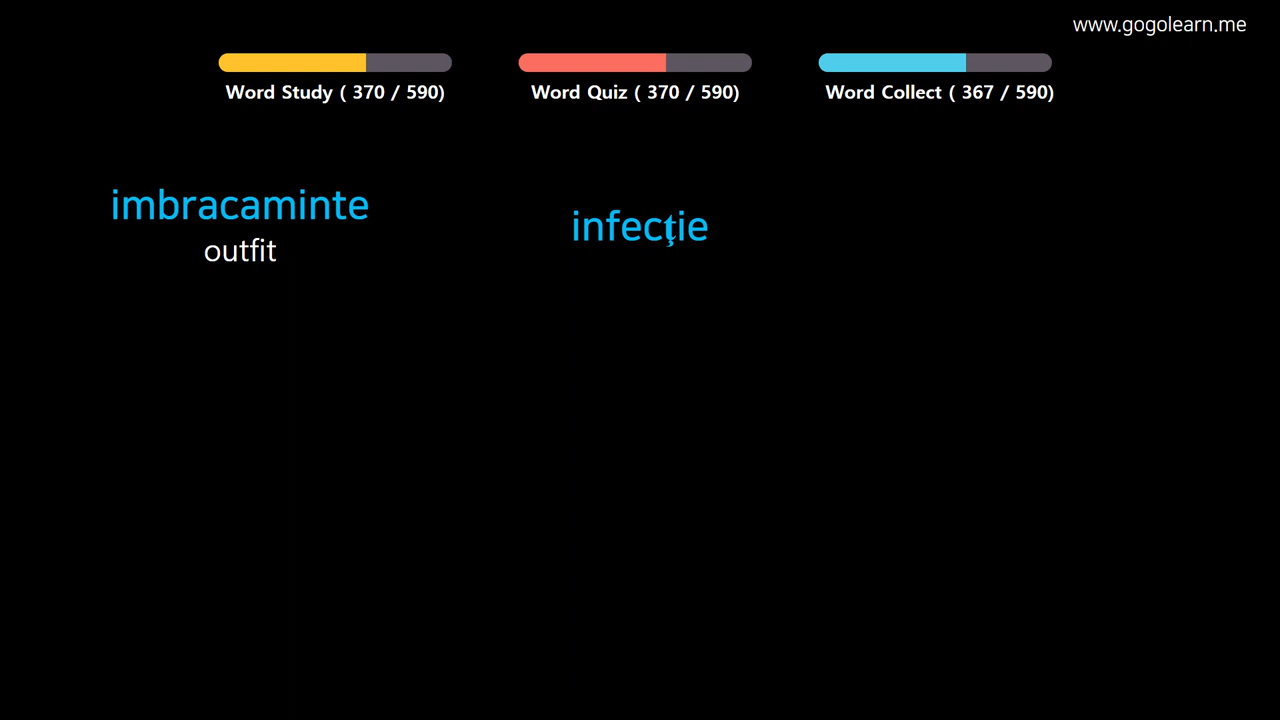 www.gogolearn.me
Word Study ( 370 / 590)
Word Quiz ( 370 / 590)
Word Collect ( 367 / 590)
imbracaminte
outfit
infecţie